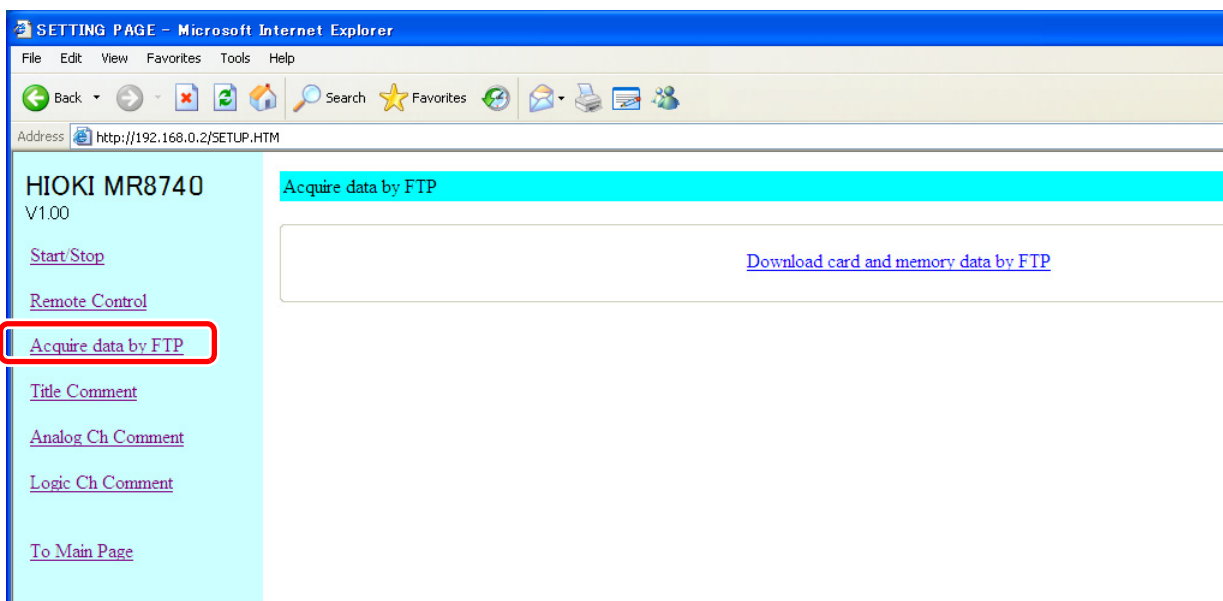 SETTING PAGE - Microsoft Internet Explorer
File Edit View Favorites Tools Help
Back Search Favorites
Address http://192.168.0.2/SETUP.HTM
HIOKI MR8740
V1.00
Start/Stop
Remote Control
Acquire data by FTP
Title Comment
Analog Ch Comment
Logic Ch Comment
To Main Page
Acquire data by FTP
Download card and memory data by FTP